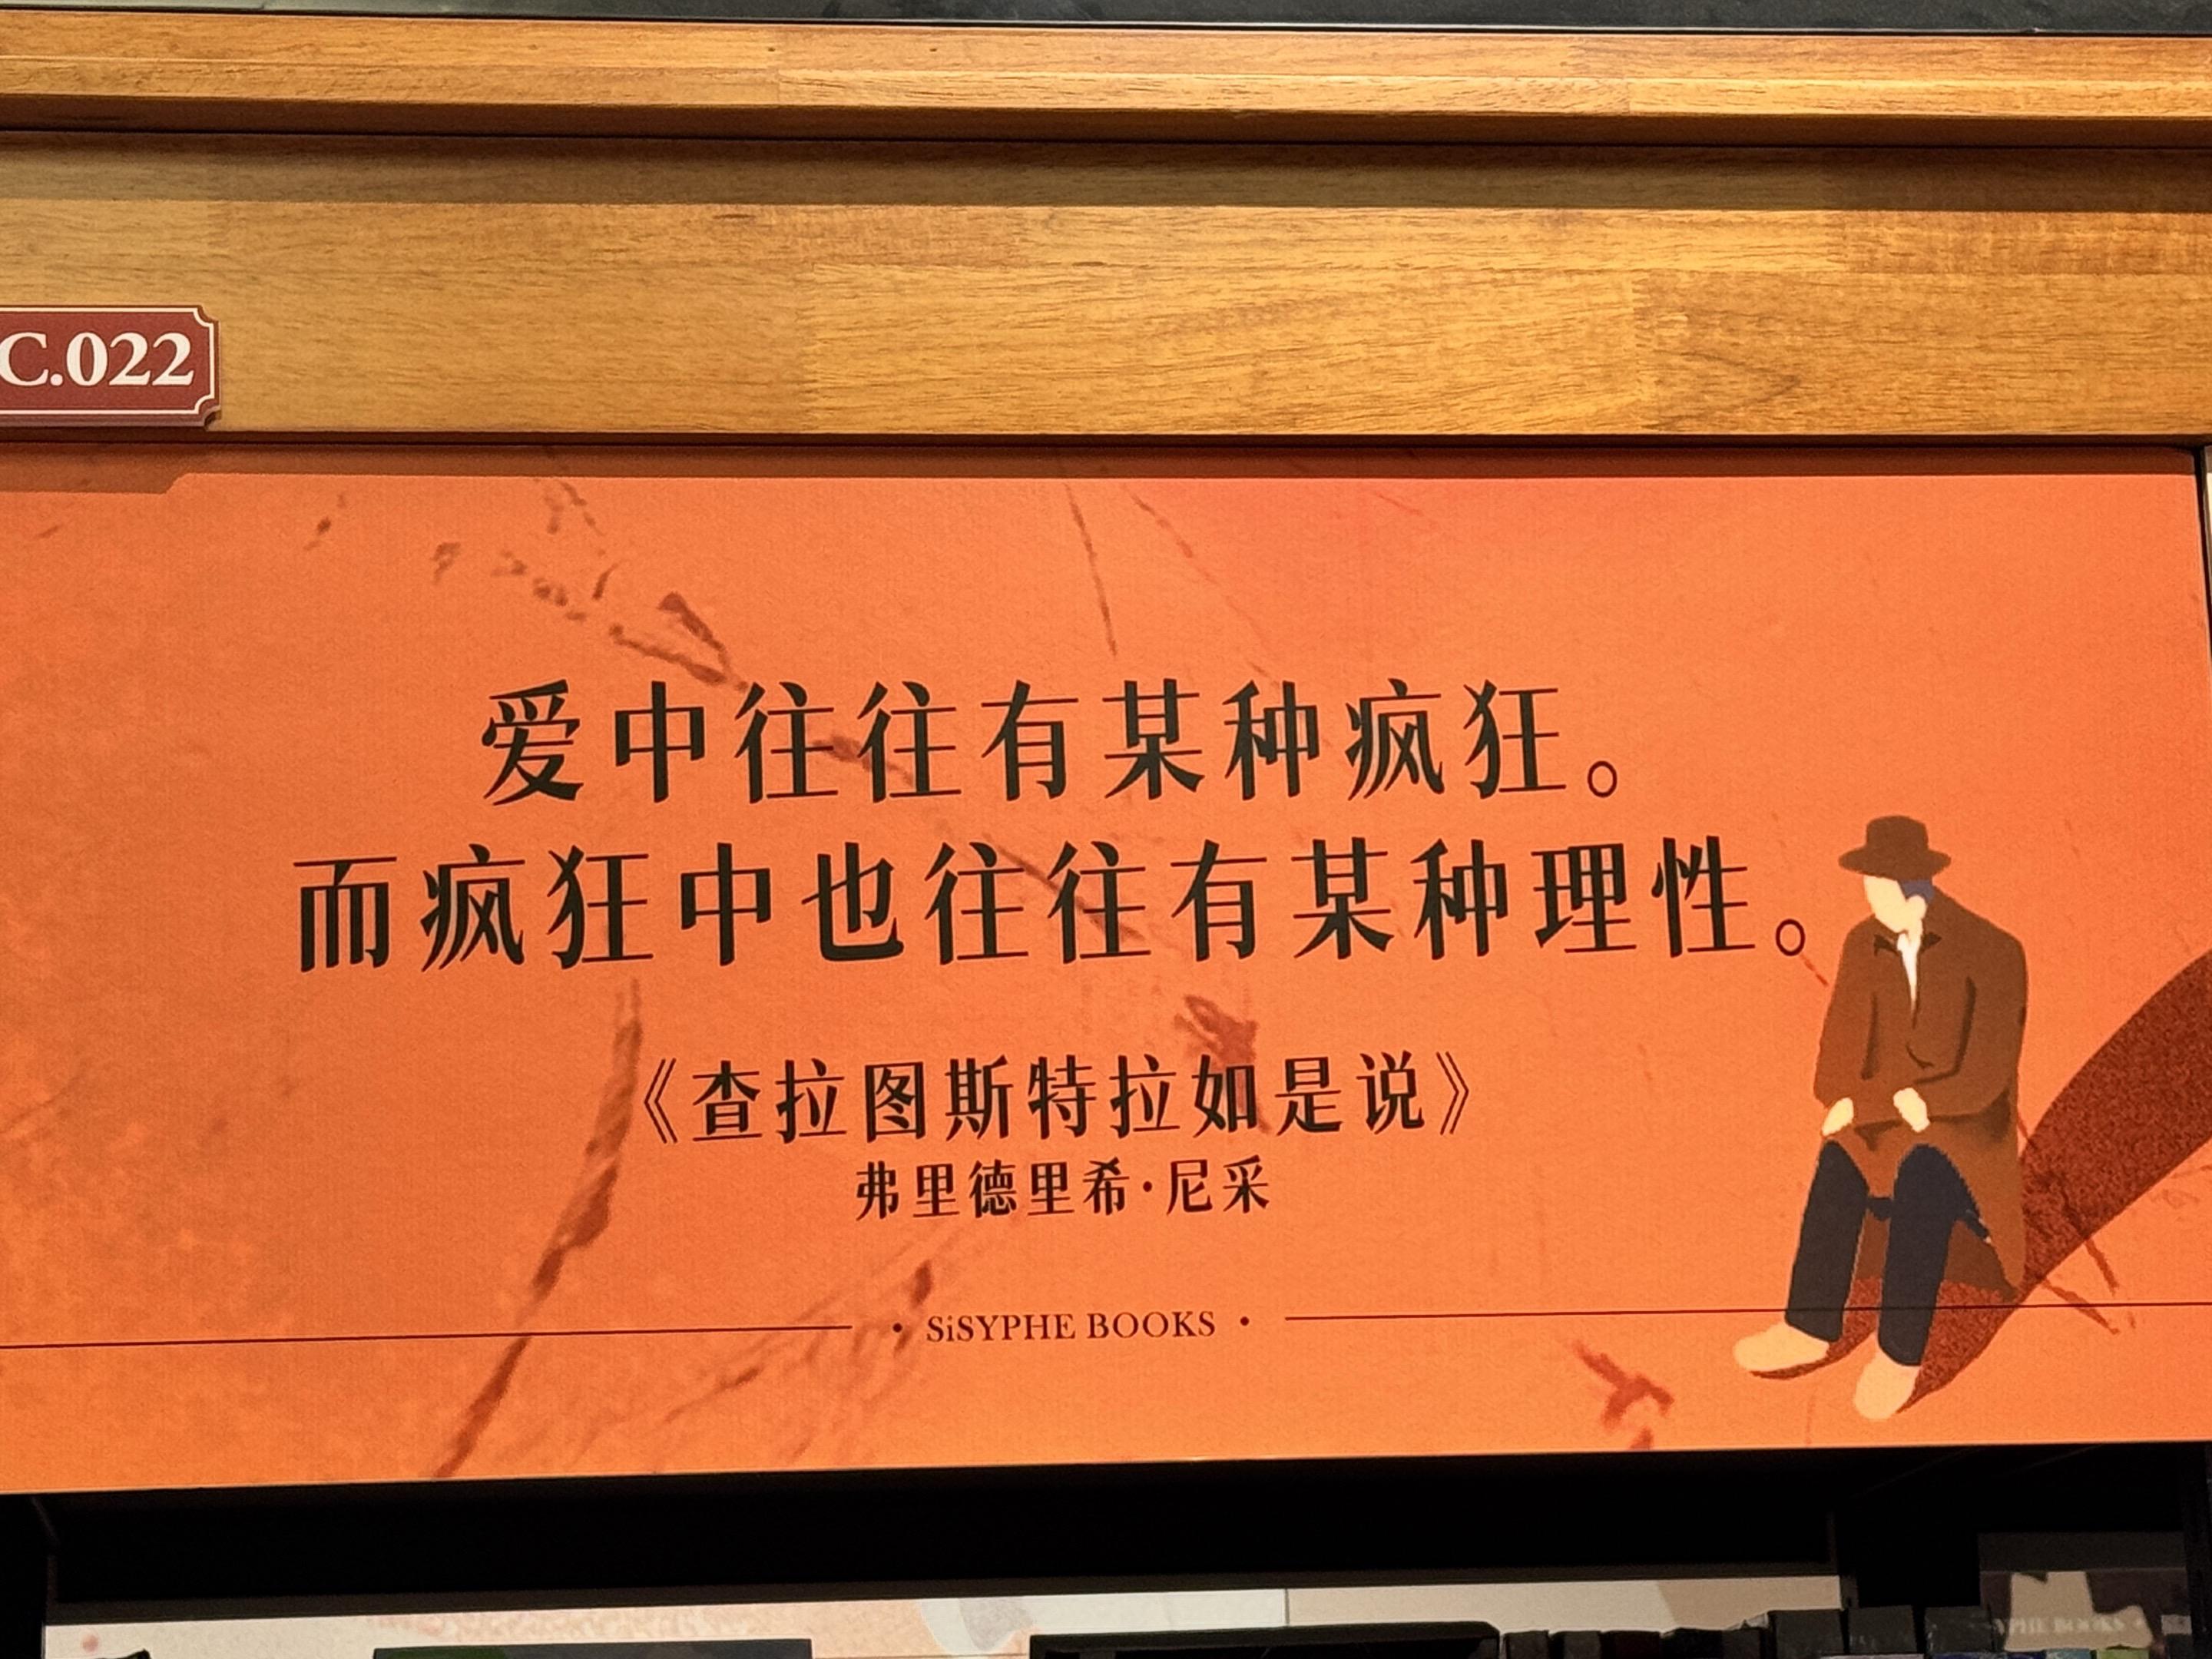 C.022
爱中往往有某种疯狂。
而疯狂中也往往有某种理性。
《查拉图斯特拉如是说》
弗里德里希·尼采
• SiSYPHE BOOKS •
BOOKS